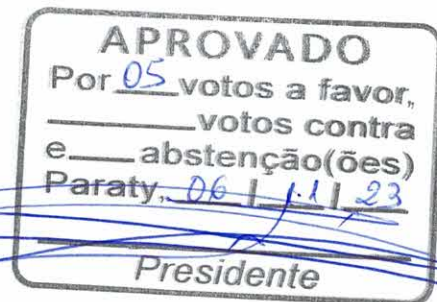 APROVADO
Por 05 votos a favor,
votos contra
e abstenção(ões)
Paraty, 06 / 11 / 23
Presidente